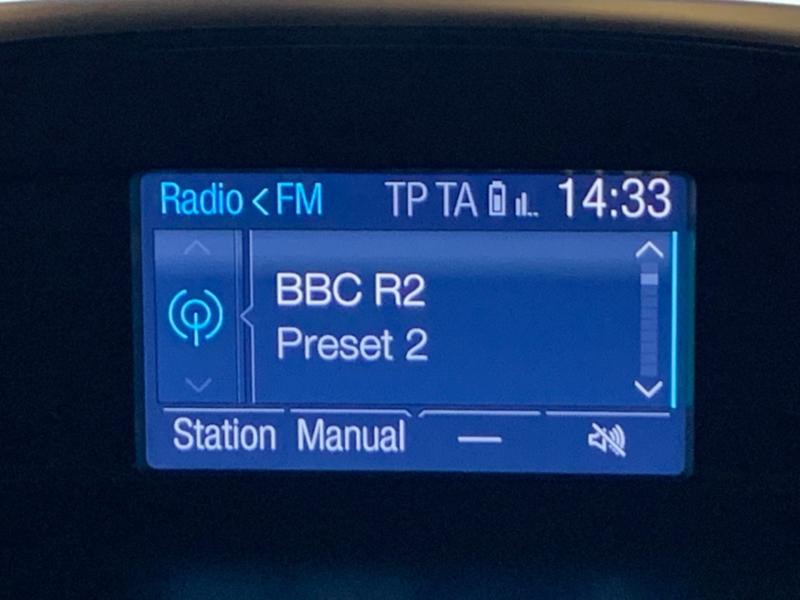 Radio < FM TP TA 14:33
BBC R2
Preset 2
Station Manual —